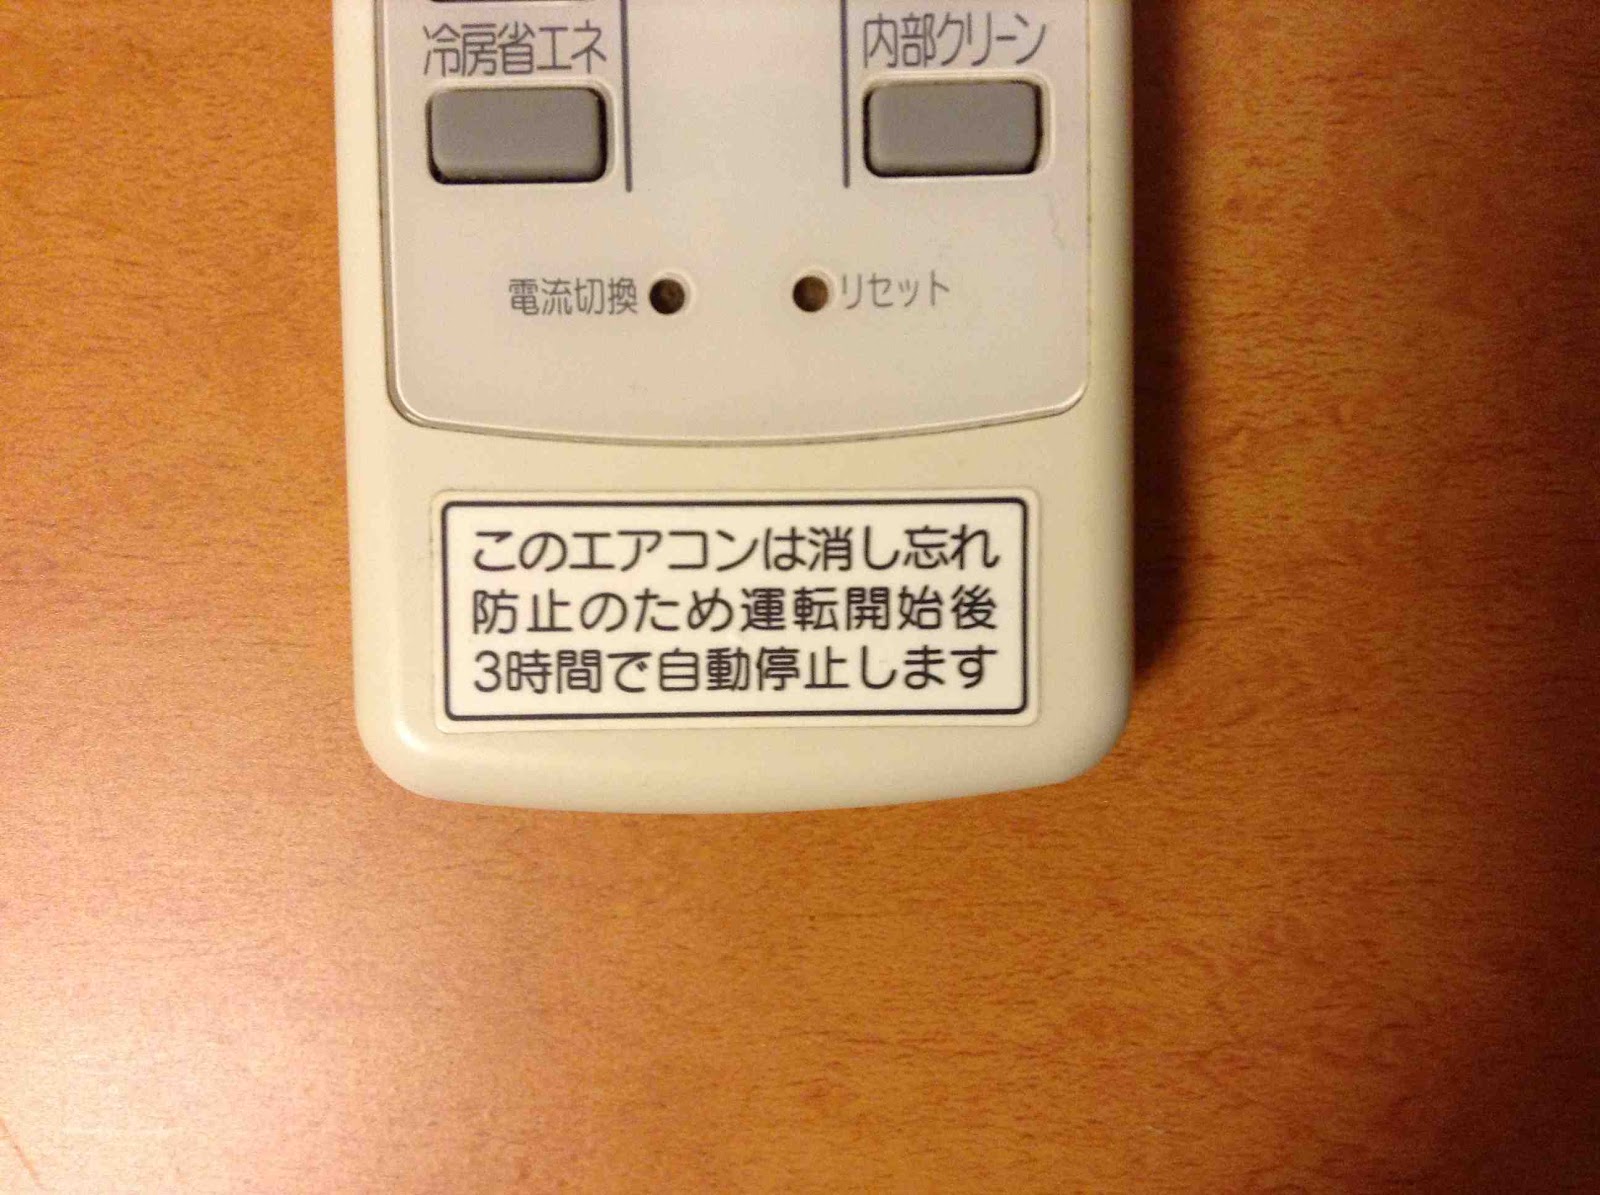 冷房省エネ
内部クリーン
電流切換
リセット
このエアコンは消し忘れ
防止のため運転開始後
3時間で自動停止します